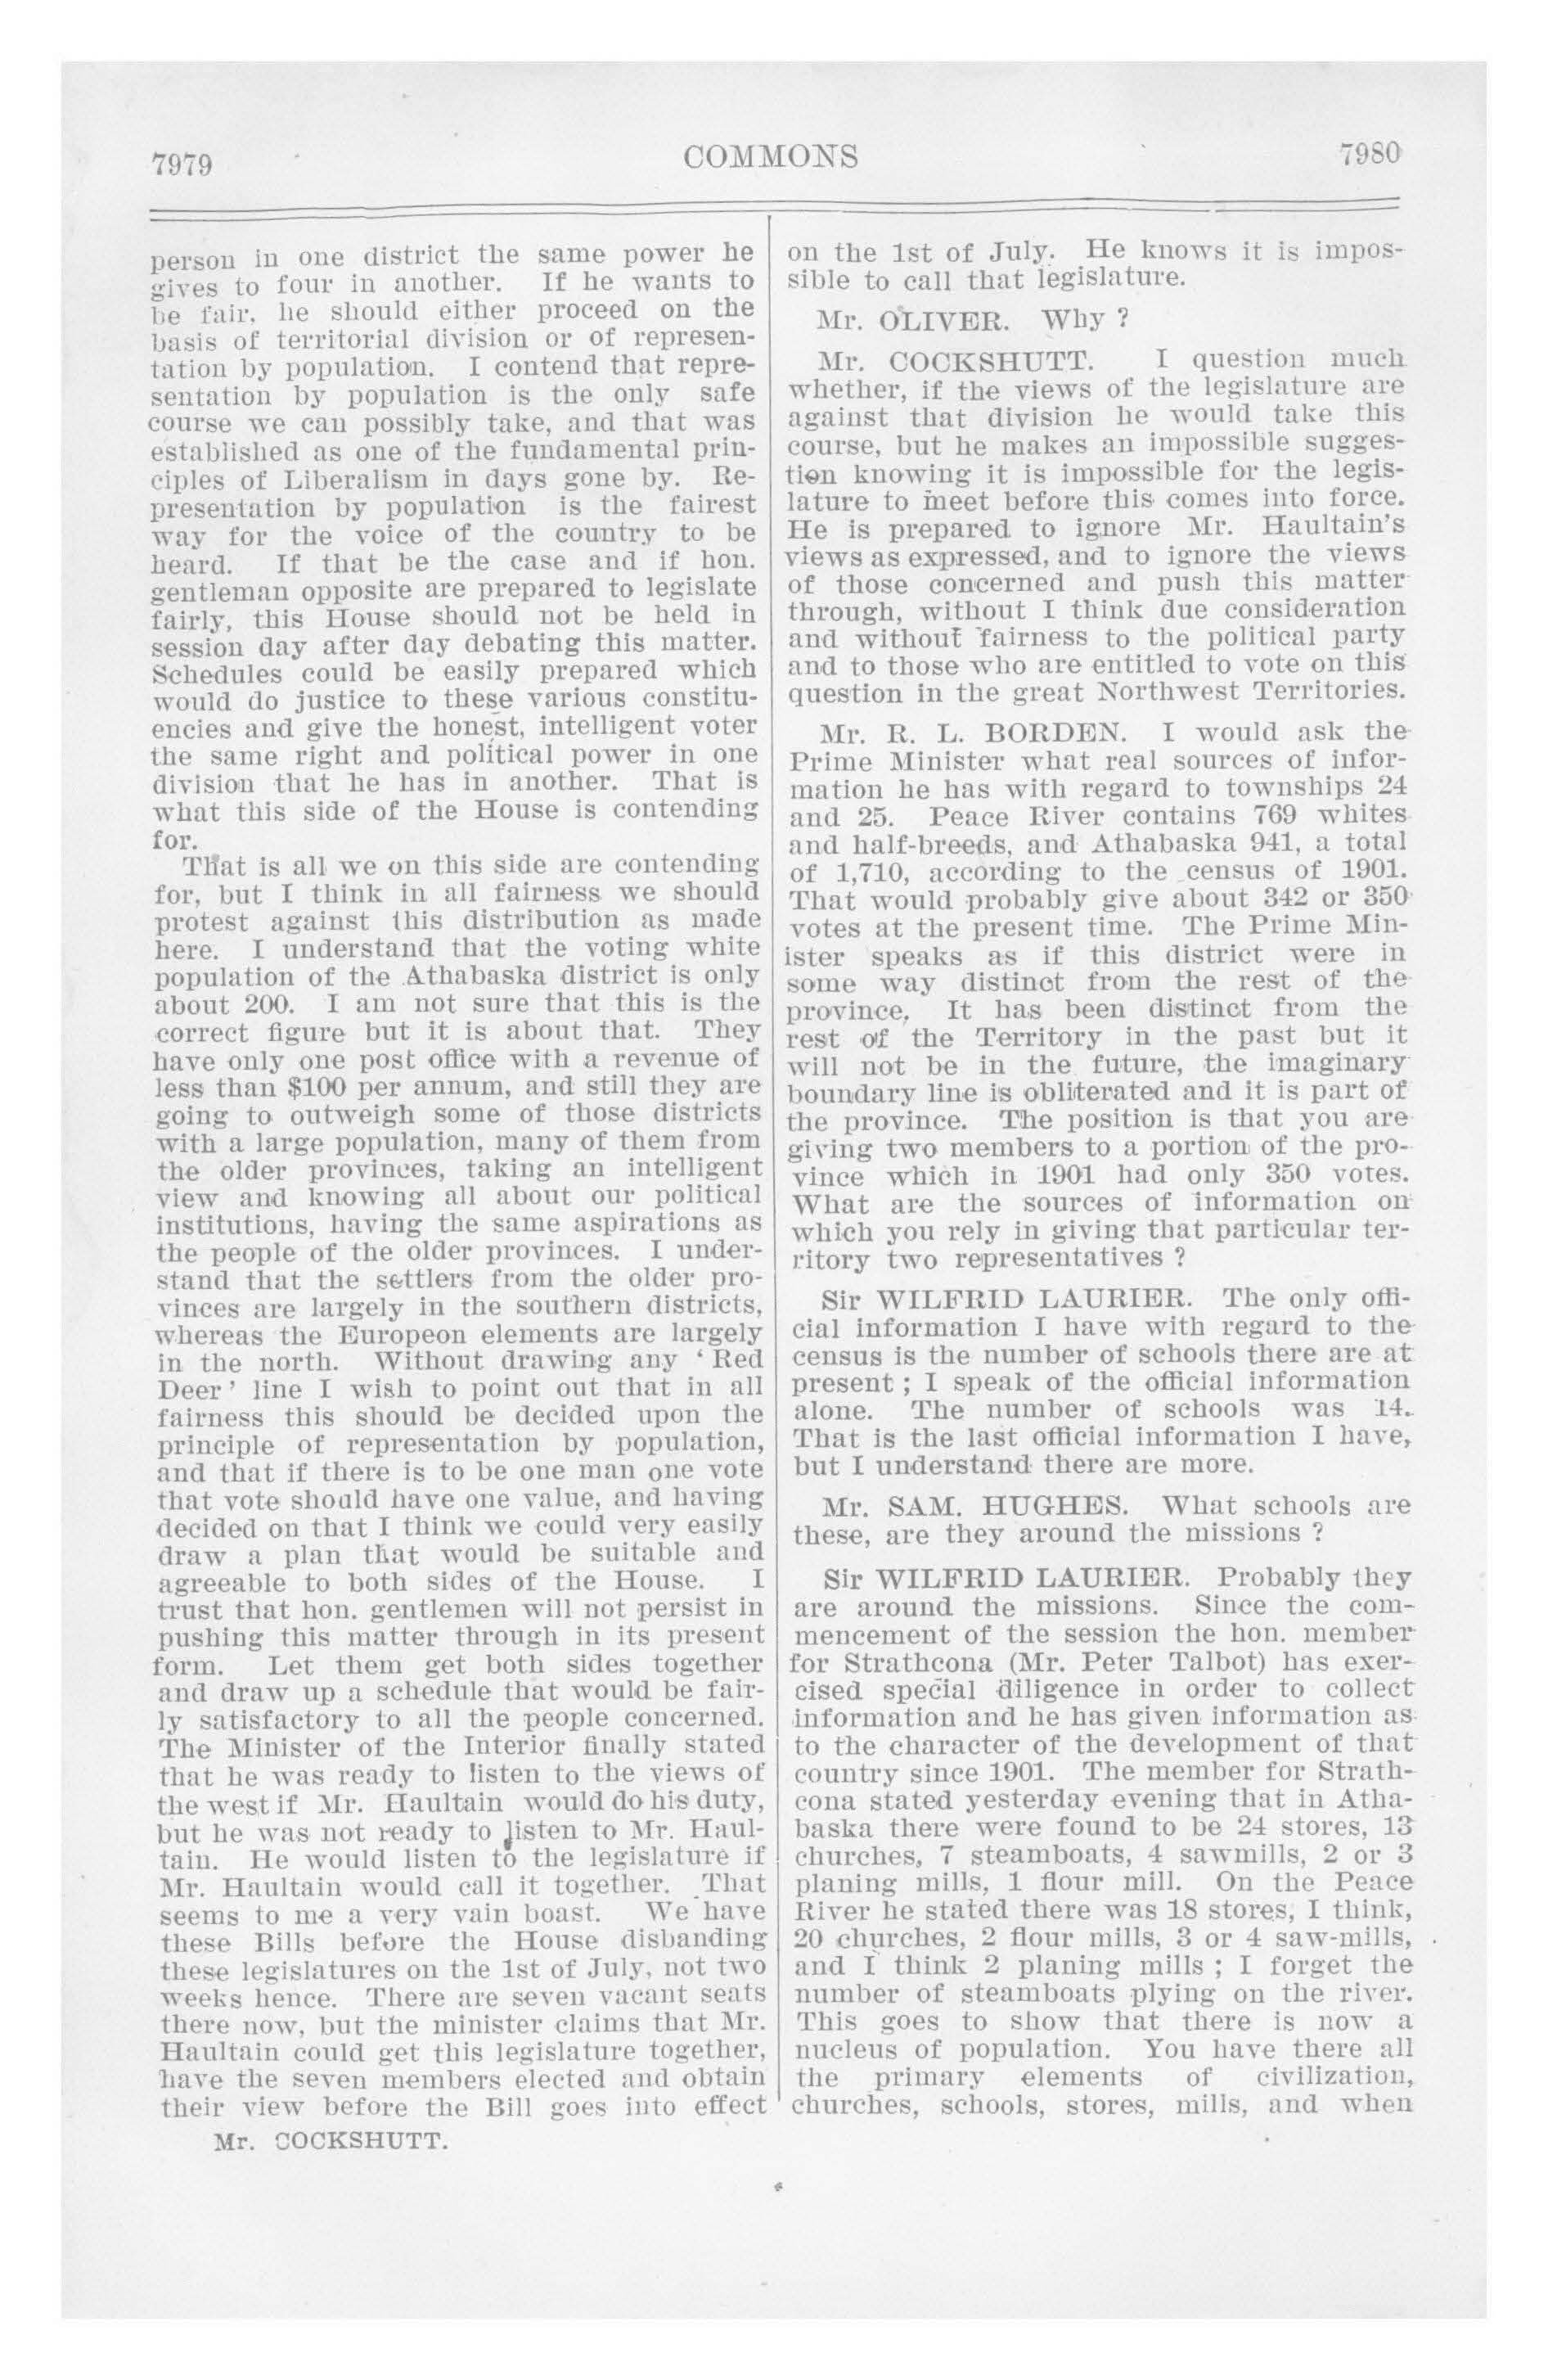 7979
COMMONS
7980
person in one district the same power he
gives to four in another. If he wants to
be fair, he should either proceed on the
basis of territorial division or of represen-
tation by population. I contend that repre-
sentation by population is the only safe
course we can possibly take, and that was
established as one of the fundamental prin-
ciples of Liberalism in days gone by. Re-
presentation by population is the fairest
way for the voice of the country to be
heard. If that be the case and if hon.
gentleman opposite are prepared to legislate
fairly, this House should not be held in
session day after day debating this matter.
Schedules could be easily prepared which
would do justice to these various constitu-
encies and give the honest, intelligent voter
the same right and political power in one
division that he has in another. That is
what this side of the House is contending
for.
That is all we on this side are contending
for, but I think in all fairness we should
protest against this distribution as made
here. I understand that the voting white
population of the Athabaska district is only
about 200. I am not sure that this is the
correct figure but it is about that. They
have only one post office with a revenue of
less than $100 per annum, and still they are
going to outweigh some of those districts
with a large population, many of them from
the older provinces, taking an intelligent
view and knowing all about our political
institutions, having the same aspirations as
the people of the older provinces. I under-
stand that the settlers from the older pro-
vinces are largely in the southern districts,
whereas the Europeon elements are largely
in the north. Without drawing any ' Red
Deer ' line I wish to point out that in all
fairness this should be decided upon the
principle of representation by population,
and that if there is to be one man one vote
that vote should have one value, and having
decided on that I think we could very easily
draw a plan that would be suitable and
agreeable to both sides of the House. I
trust that hon. gentlemen will not persist in
pushing this matter through in its present
form. Let them get both sides together
and draw up a schedule that would be fair-
ly satisfactory to all the people concerned.
The Minister of the Interior finally stated
that he was ready to listen to the views of
the west if Mr. Haultain would do his duty,
but he was not ready to listen to Mr. Haul-
tain. He would listen to the legislature if
Mr. Haultain would call it together. That
seems to me a very vain boast. We have
these Bills before the House disbanding
these legislatures on the 1st of July, not two
weeks hence. There are seven vacant seats
there now, but the minister claims that Mr.
Haultain could get this legislature together,
have the seven members elected and obtain
their view before the Bill goes into effect
Mr. COCKSHUTT.
on the 1st of July. He knows it is impos-
sible to call that legislature.
Mr. OLIVER. Why ?
Mr. COCKSHUTT. I question much
whether, if the views of the legislature are
against that division he would take this
course, but he makes an impossible sugges-
tion knowing it is impossible for the legis-
lature to meet before this comes into force.
He is prepared to ignore Mr. Haultain's
views as expressed, and to ignore the views
of those concerned and push this matter
through, without I think due consideration
and without fairness to the political party
and to those who are entitled to vote on this
question in the great Northwest Territories.
Mr. R. L. BORDEN. I would ask the
Prime Minister what real sources of infor-
mation he has with regard to townships 24
and 25. Peace River contains 769 whites
and half-breeds, and Athabaska 941, a total
of 1,710, according to the census of 1901.
That would probably give about 342 or 350
votes at the present time. The Prime Min-
ister speaks as if this district were in
some way distinct from the rest of the
province. It has been distinct from the
rest of the Territory in the past but it
will not be in the future, the imaginary
boundary line is obliterated and it is part of
the province. The position is that you are
giving two members to a portion of the pro-
vince which in 1901 had only 350 votes.
What are the sources of information on
which you rely in giving that particular ter-
ritory two representatives ?
Sir WILFRID LAURIER. The only offi-
cial information I have with regard to the
census is the number of schools there are at
present ; I speak of the official information
alone. The number of schools was 14.
That is the last official information I have,
but I understand there are more.
Mr. SAM. HUGHES. What schools are
these, are they around the missions ?
Sir WILFRID LAURIER. Probably they
are around the missions. Since the com-
mencement of the session the hon. member
for Strathcona (Mr. Peter Talbot) has exer-
cised special diligence in order to collect
information and he has given information as
to the character of the development of that
country since 1901. The member for Strath-
cona stated yesterday evening that in Atha-
baska there were found to be 24 stores, 13
churches, 7 steamboats, 4 sawmills, 2 or 3
planing mills, 1 flour mill. On the Peace
River he stated there was 18 stores, I think,
20 churches, 2 flour mills, 3 or 4 saw-mills,
and I think 2 planing mills ; I forget the
number of steamboats plying on the river.
This goes to show that there is now a
nucleus of population. You have there all
the primary elements of civilization,
churches, schools, stores, mills, and when